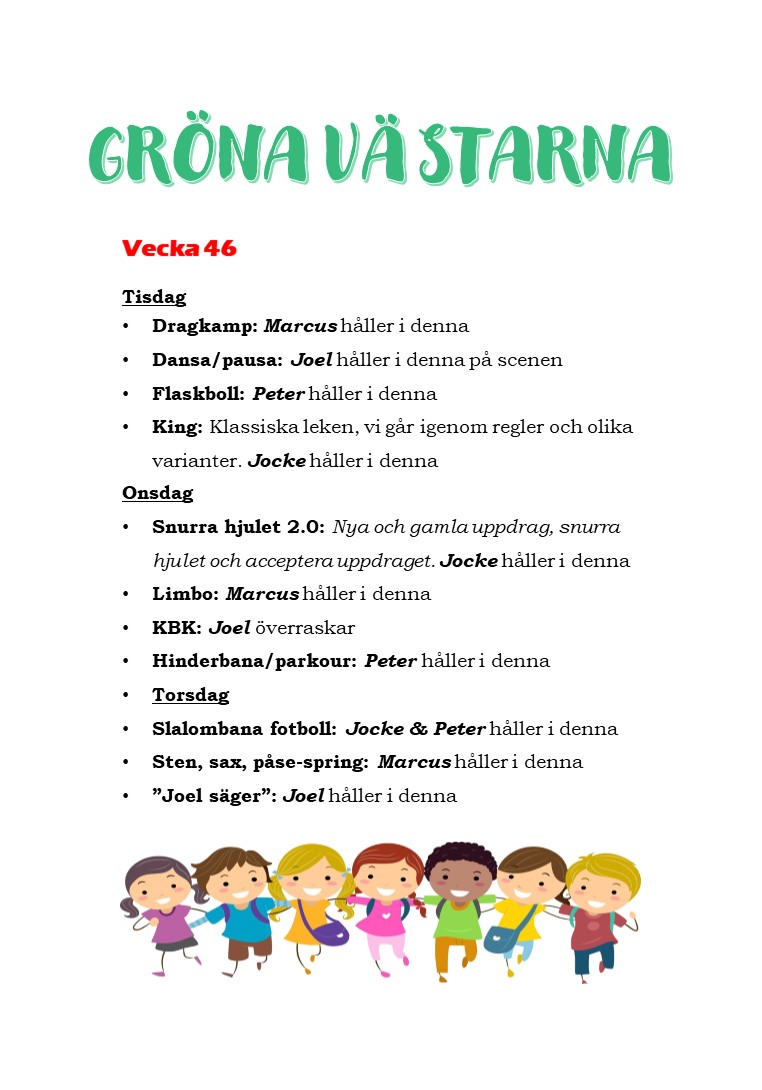 GRÖNA VÄ STARNA
Vecka 46
Tisdag
• Dragkamp: Marcus håller i denna
• Dansa/pausa: Joel håller i denna på scenen
• Flaskboll: Peter håller i denna
• King: Klassiska leken, vi går igenom regler och olika
varianter. Jocke håller i denna
Onsdag
• Snurra hjulet 2.0: Nya och gamla uppdrag, snurra
hjulet och acceptera uppdraget. Jocke håller i denna
• Limbo: Marcus håller i denna
• KBK: Joel överraskar
• Hinderbana/parkour: Peter håller i denna
• Torsdag
• Slalombana fotboll: Jocke & Peter håller i denna
• Sten, sax, påse-spring: Marcus håller i denna
• ”Joel säger”: Joel håller i denna